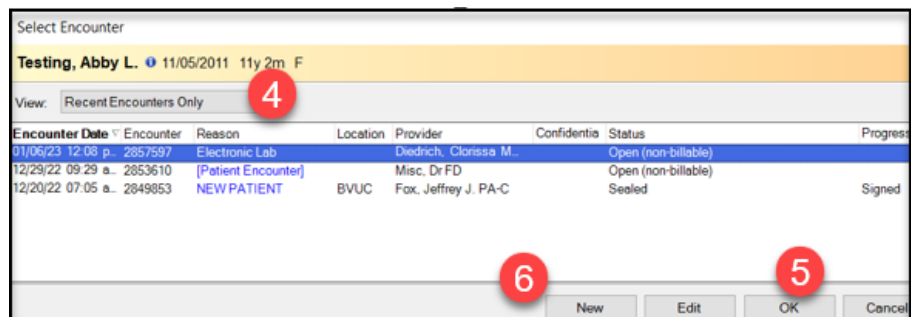 Select Encounter
Testing, Abby L. 11/05/2011 11y 2m F
4
View: Recent Encounters Only
Encounter Date Encounter Reason Location Provider Confidentia Status Progress
01/06/23 12:08 p... 2857597 Electronic Lab Diedrich, Clorissa M... Open (non-billable)
12/29/22 09:29 a... 2853610 [Patient Encounter] Misc, Dr FD Open (non-billable)
12/20/22 07:05 a... 2849853 NEW PATIENT BVUC Fox, Jeffrey J. PA-C Sealed Signed
6 5
New Edit OK Cancel